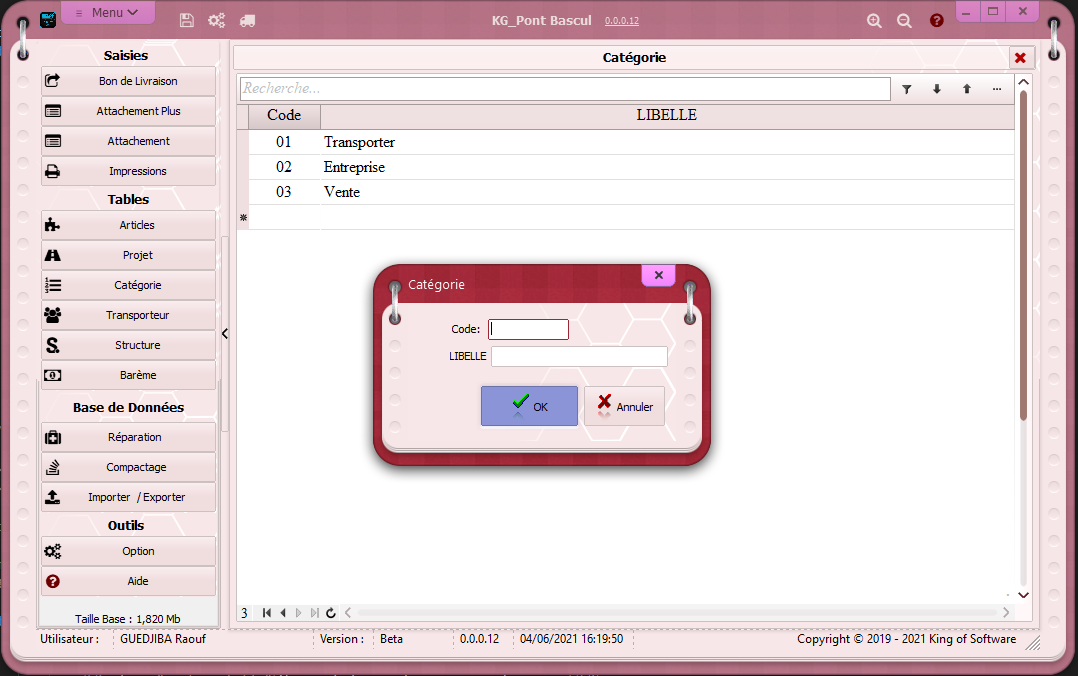 Menu
KG_Pont Bascul 0.0.0.12
Saisies
Bon de Livraison
Attachement Plus
Attachement
Impressions
Tables
Articles
Projet
Catégorie
Transporteur
Structure
Barème
Base de Données
Réparation
Compactage
Importer / Exporter
Outils
Option
Aide
Taille Base : 1,820 Mb
Catégorie
Recherche...
Code LIBELLE
01 Transporter
02 Entreprise
03 Vente
Catégorie
Code:
LIBELLE
OK Annuler
3
Utilisateur : GUEDJIBA Raouf Version : Beta 0.0.0.12 04/06/2021 16:19:50 Copyright © 2019 - 2021 King of Software